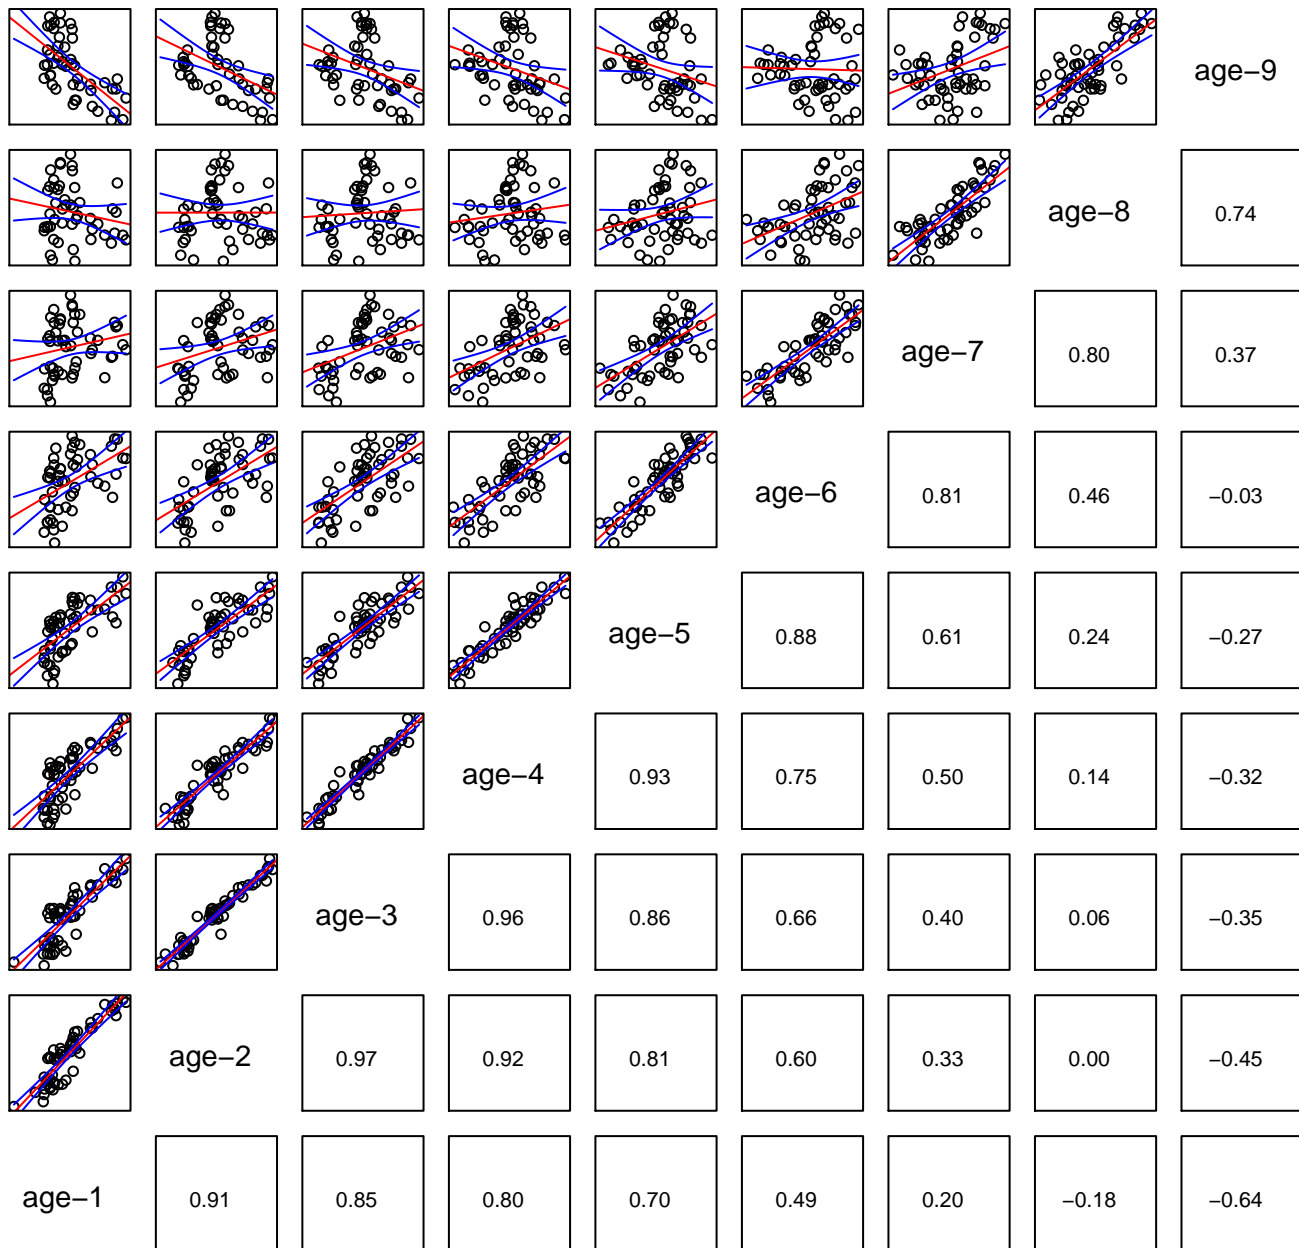 age−9
age−8 0.74
age−7 0.80 0.37
age−6 0.81 0.46 −0.03
age−5 0.88 0.61 0.24 −0.27
age−4 0.93 0.75 0.50 0.14 −0.32
age−3 0.96 0.86 0.66 0.40 0.06 −0.35
age−2 0.97 0.92 0.81 0.60 0.33 0.00 −0.45
age−1 0.91 0.85 0.80 0.70 0.49 0.20 −0.18 −0.64